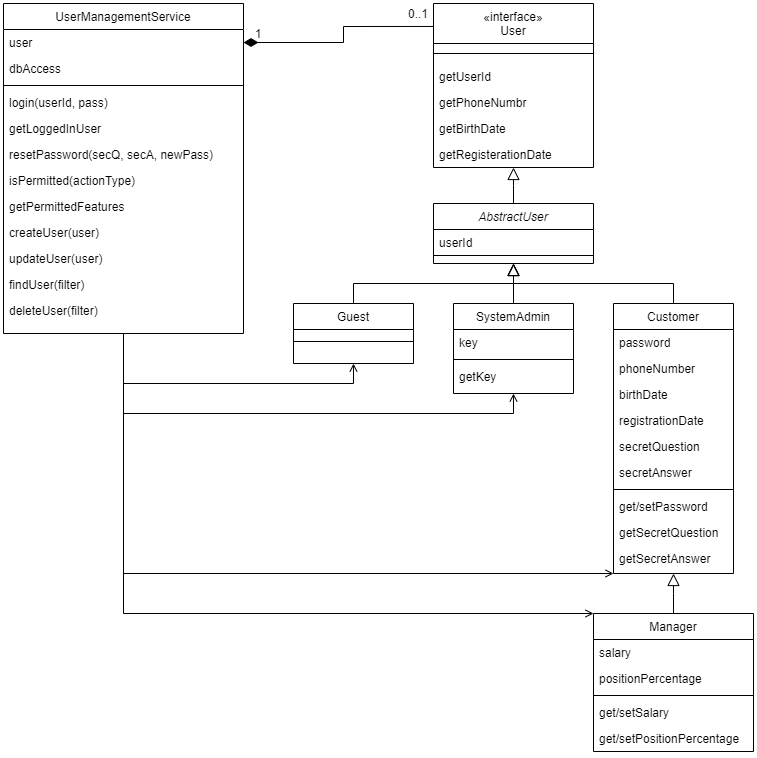 UserManagementService
user
dbAccess
login(userId, pass)
getLoggedInUser
resetPassword(secQ, secA, newPass)
isPermitted(actionType)
getPermittedFeatures
createUser(user)
updateUser(user)
findUser(filter)
deleteUser(filter)
1
0..1
«interface»
User
getUserId
getPhoneNumbr
getBirthDate
getRegisterationDate
AbstractUser
userId
Guest
SystemAdmin
key
getKey
Customer
password
phoneNumber
birthDate
registrationDate
secretQuestion
secretAnswer
get/setPassword
getSecretQuestion
getSecretAnswer
Manager
salary
positionPercentage
get/setSalary
get/setPositionPercentage